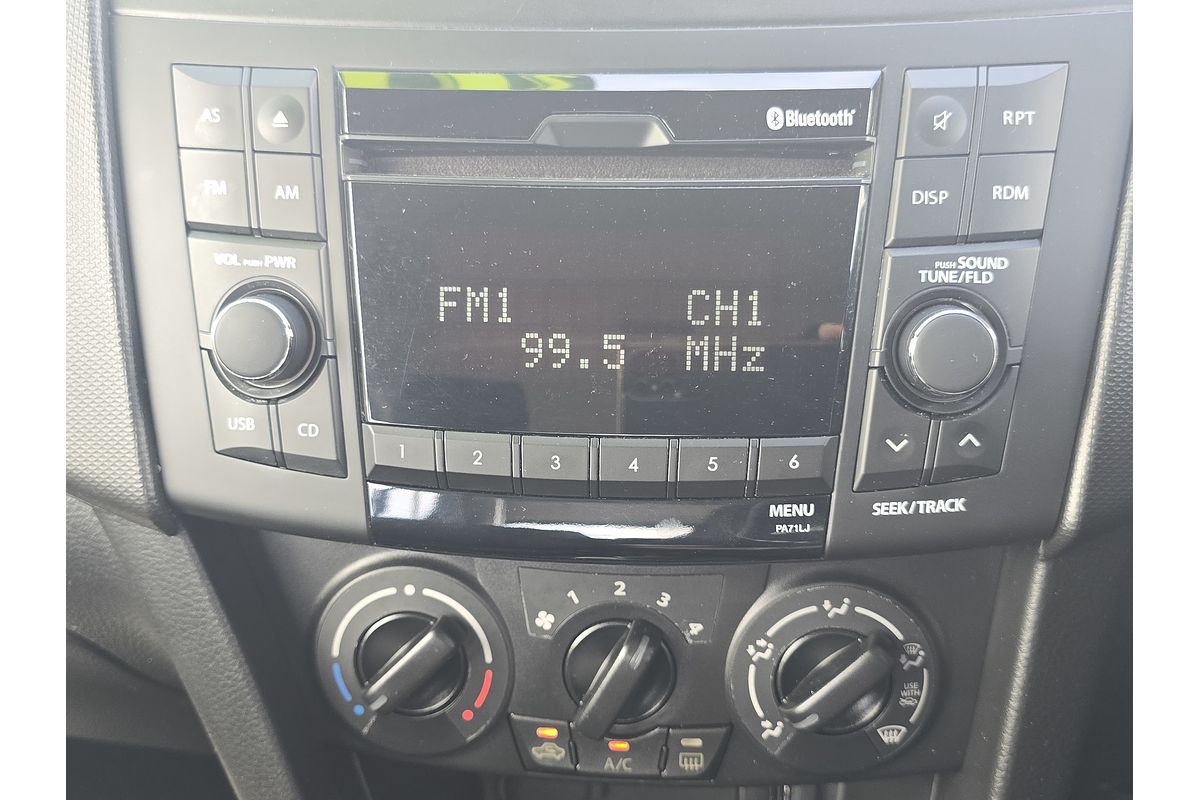 AS
Bluetooth
RPT
FM
AM
DISP
RDM
VOL PUSH PWR
PUSH SOUND
TUNE/FLD
FM1
CH1
99.5
MHz
USB
CD
1
2
3
4
5
6
MENU
PA71LJ
SEEK/TRACK
1
2
3
4
USE
WITH
A/C